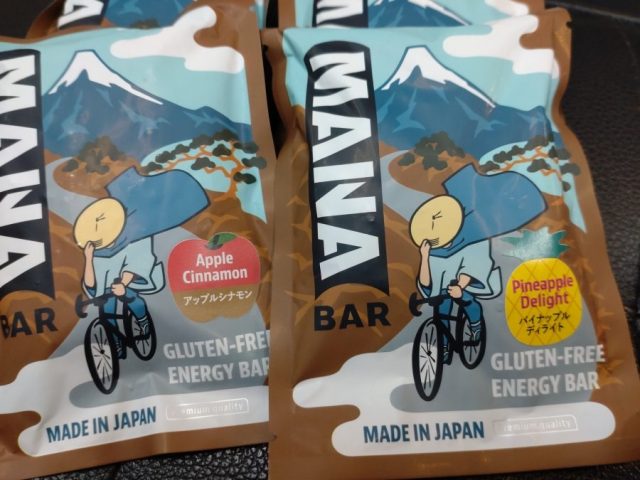 MANA
BAR
Apple
Cinnamon
アップルシナモン
GLUTEN-FREE
ENERGY BAR
MADE IN JAPAN
Premium quality
MANA
BAR
Pineapple
Delight
パイナップル
ディライト
GLUTEN-FREE
ENERGY BAR
MADE IN JAPAN
Premium quality